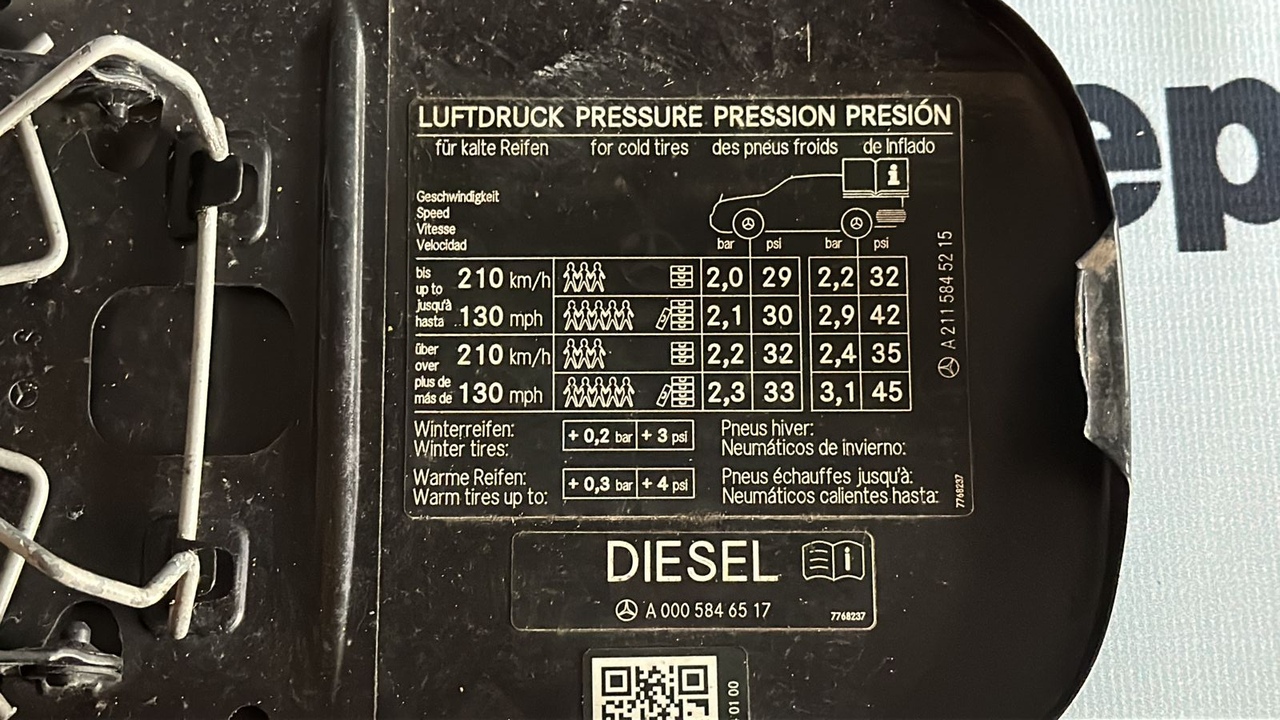 LUFTDRUCK PRESSURE PRESSION PRESIÓN
für kalte Reifen for cold tires des pneus froids de Inflado
i
Geschwindigkeit
Speed
Vitesse
Velocidad
bar psi bar psi
bis
up to
jusqu'à
hasta
210 km/h 2,0 29 2,2 32
130 mph 2,1 30 2,9 42
über
over
plus de
más de
210 km/h 2,2 32 2,4 35
130 mph 2,3 33 3,1 45
Winterreifen:
Winter tires:
+ 0,2 bar + 3 psi
Pneus hiver:
Neumáticos de invierno:
Warme Reifen:
Warm tires up to:
+ 0,3 bar + 4 psi
Pneus échauffes jusqu'à:
Neumáticos calientes hasta:
7768237
A 211 584 52 15
DIESEL i
A 000 584 65 17
7768237
ep